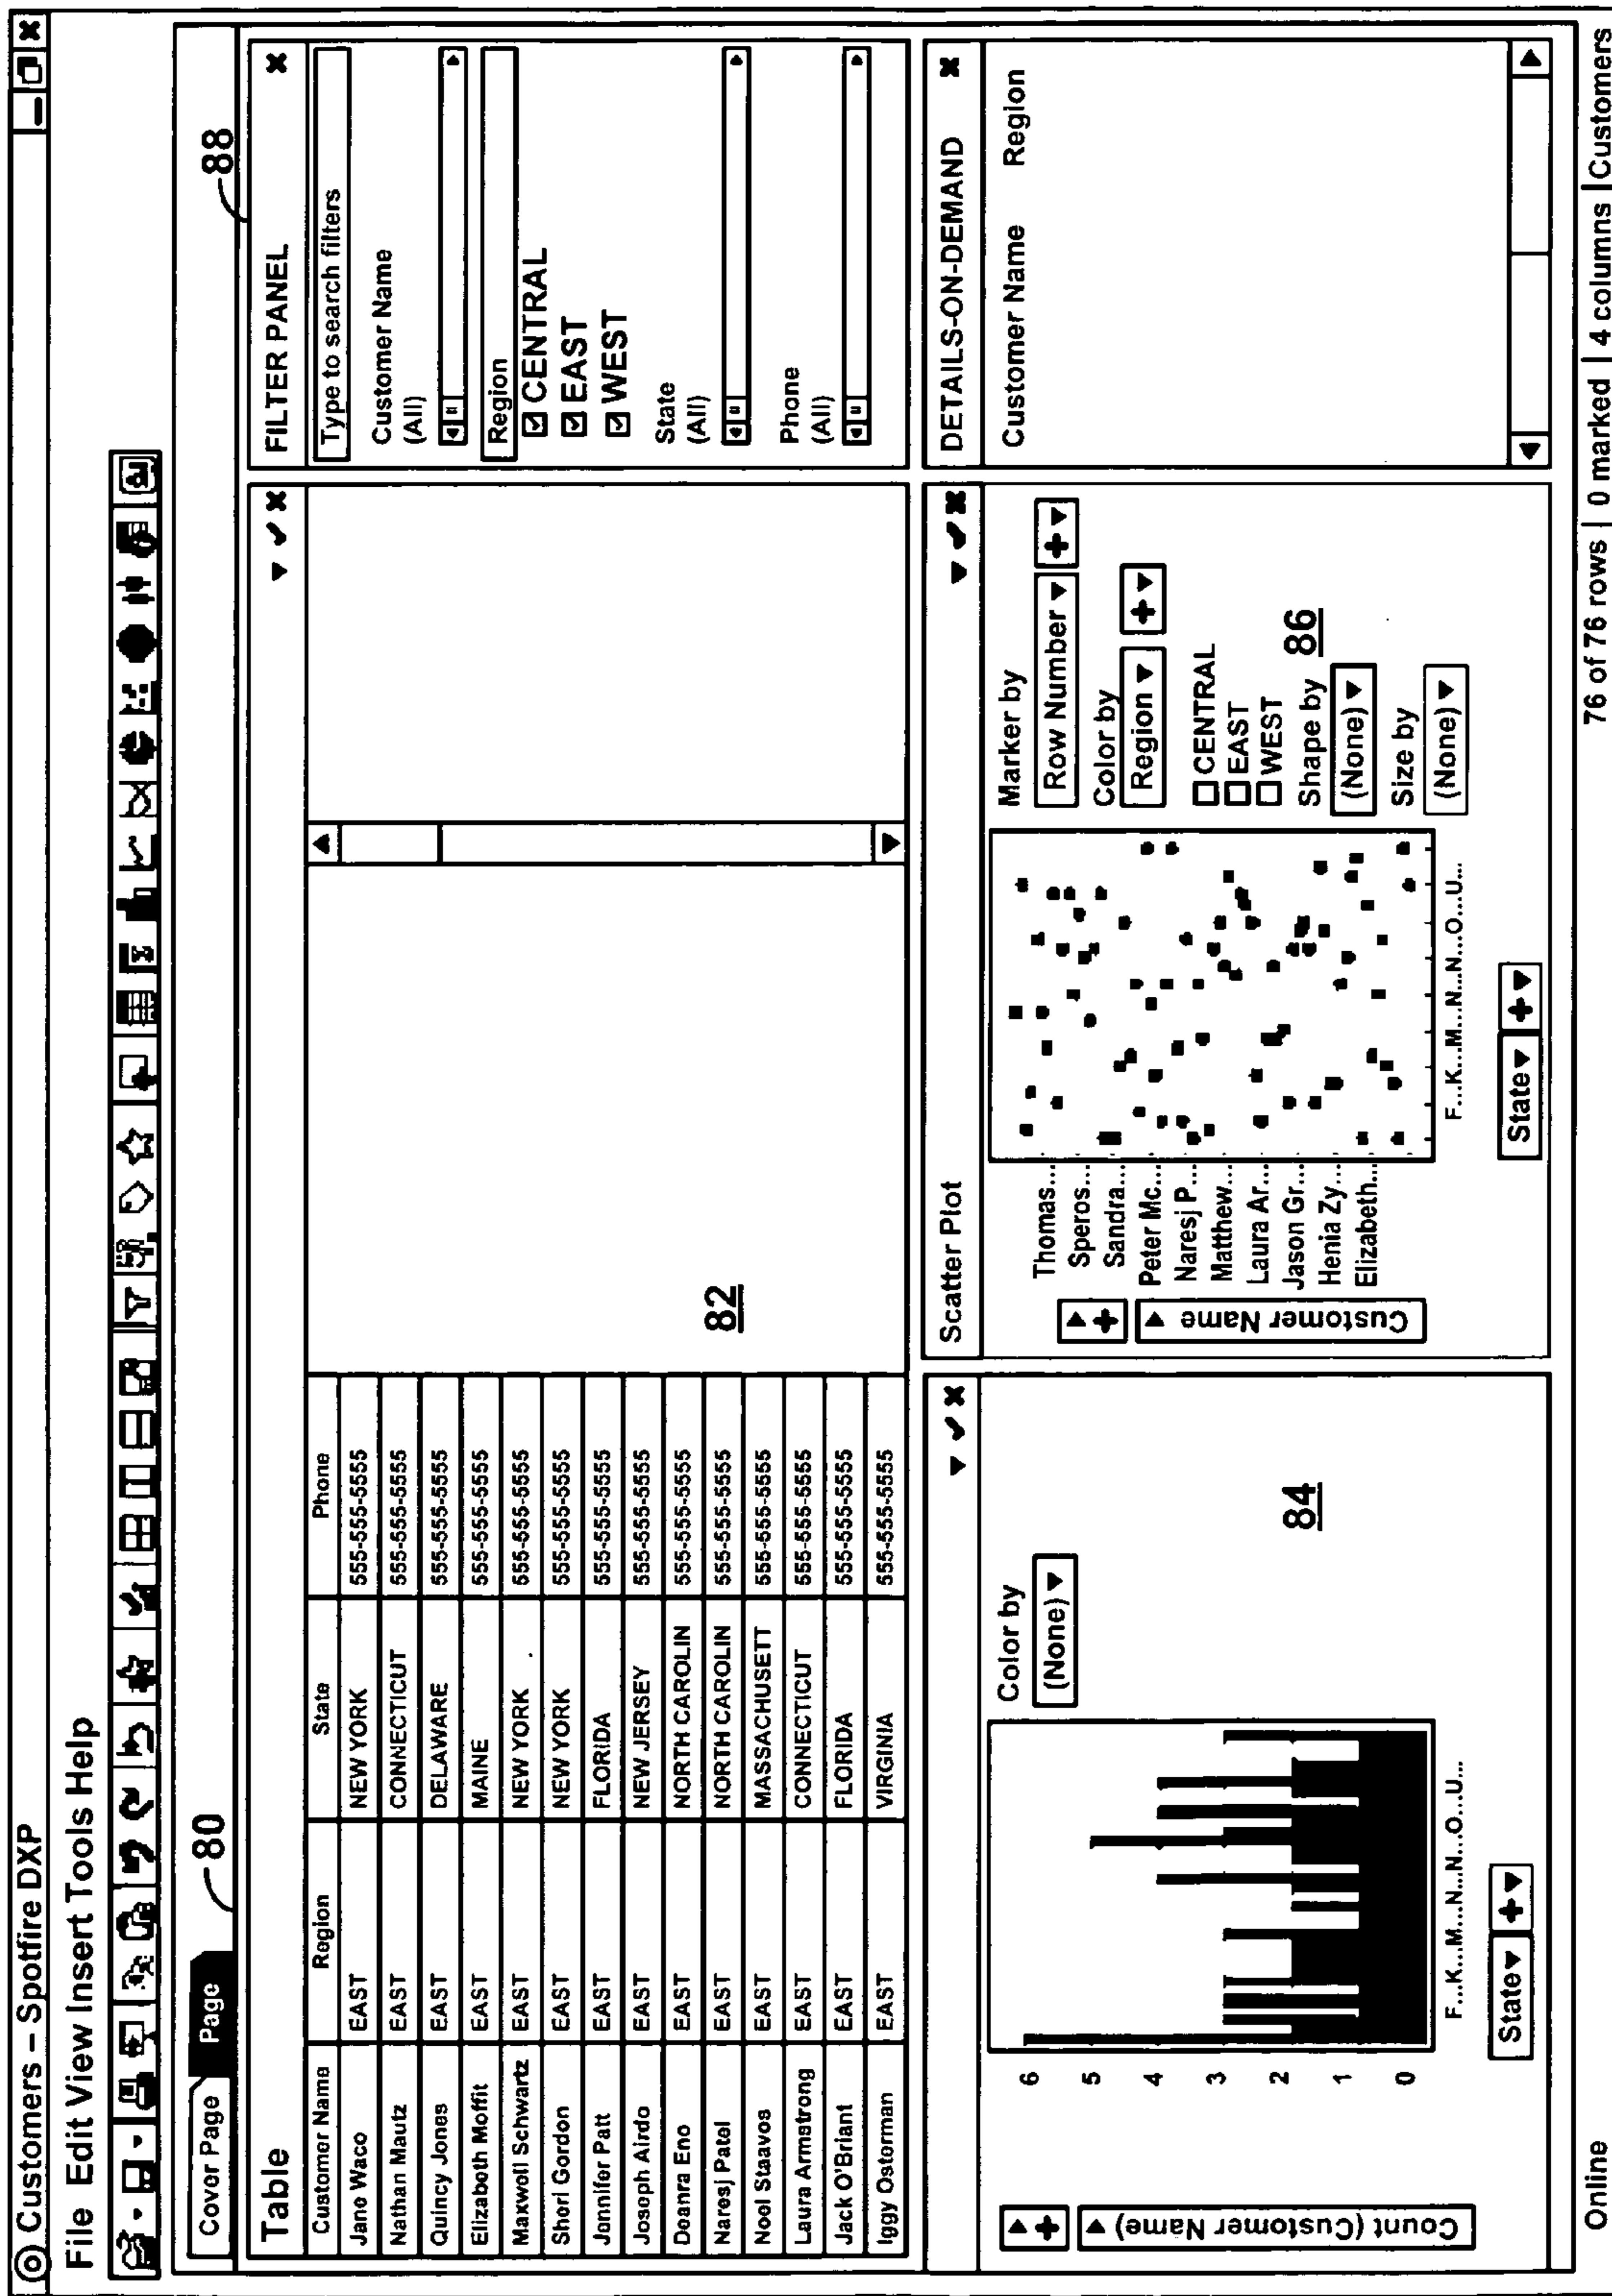 Customers – Spotfire DXP
File Edit View Insert Tools Help
80
88
Cover Page Page
Table
Customer Name Region State Phone
Jane Waco EAST NEW YORK 555-555-5555
Nathan Mautz EAST CONNECTICUT 555-555-5555
Quincy Jones EAST DELAWARE 555-555-5555
Elizabeth Moffit EAST MAINE 555-555-5555
Maxwell Schwartz EAST NEW YORK 555-555-5555
Sheri Gordon EAST NEW YORK 555-555-5555
Jennifer Patt EAST FLORIDA 555-555-5555
Joseph Airdo EAST NEW JERSEY 555-555-5555
Deanra Eno EAST NORTH CAROLIN 555-555-5555
Naresj Patel EAST NORTH CAROLIN 555-555-5555
Noel Staavos EAST MASSACHUSETT 555-555-5555
Laura Armstrong EAST CONNECTICUT 555-555-5555
Jack O'Briant EAST FLORIDA 555-555-5555
Iggy Osterman EAST VIRGINIA 555-555-5555
82
FILTER PANEL
Type to search filters
Customer Name
(All)
Region
CENTRAL
EAST
WEST
State
(All)
Phone
(All)
Count (Customer Name)
6
5
4
3
2
1
0
F...K...M...N...N...O...U...
State
Color by
(None)
84
Scatter Plot
Customer Name
Thomas...
Speros...
Sandra...
Peter Mc...
Naresj P...
Matthew...
Laura Ar...
Jason Gr...
Henia Zy...
Elizabeth...
F...K...M...N...N...O...U...
State
Marker by
Row Number
Color by
Region
CENTRAL
EAST
WEST
Shape by
(None)
86
Size by
(None)
DETAILS-ON-DEMAND
Customer Name Region
Online
76 of 76 rows | 0 marked | 4 columns | Customers